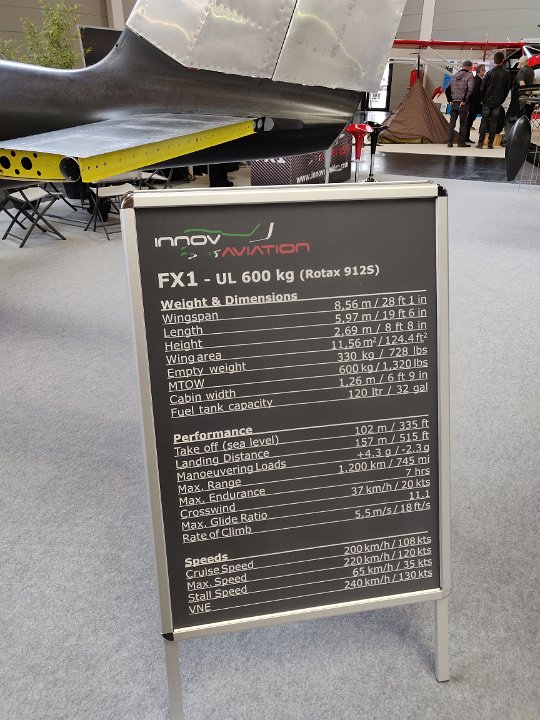 INNOV
AVIATION
FX1 - UL 600 kg (Rotax 912S)
Weight & Dimensions
Wingspan 8,56 m / 28 ft 1 in
Length 5,97 m / 19 ft 6 in
Height 2,69 m / 8 ft 8 in
Wing area 11,56 m² / 124.4 ft²
Empty weight 330 kg / 728 lbs
MTOW 600 kg / 1,320 lbs
Cabin width 1,26 m / 6 ft 9 in
Fuel tank capacity 120 ltr / 32 gal
Performance
Take off (sea level) 102 m / 335 ft
Landing Distance 157 m / 515 ft
Manoeuvering Loads +4.3 g / -2.3 g
Max. Range 1.200 km / 745 mi
Max. Endurance 7 hrs
Crosswind 37 km/h / 20 kts
Max. Glide Ratio 11.1
Rate of Climb 5,5 m/s / 18 ft/s
Speeds
Cruise Speed 200 km/h / 108 kts
Max. Speed 220 km/h / 120 kts
Stall Speed 65 km/h / 35 kts
VNE 240 km/h / 130 kts